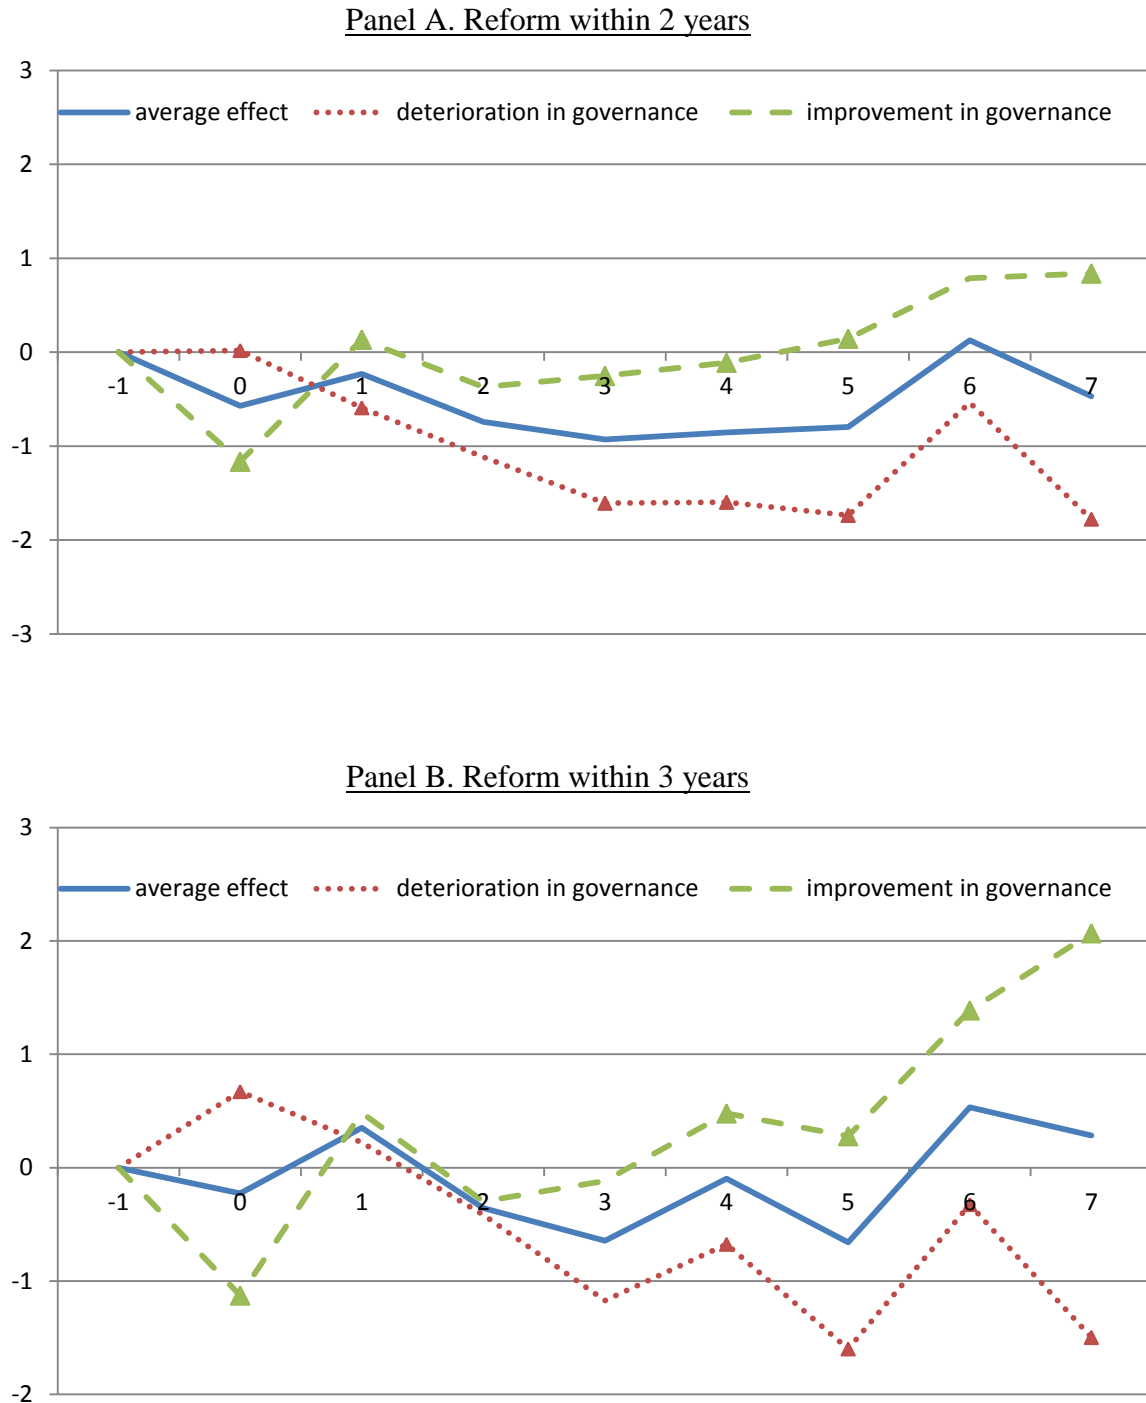 Panel A. Reform within 2 years
3
average effect deterioration in governance improvement in governance
2
1
0
-1 0 1 2 3 4 5 6 7
-1
-2
-3
Panel B. Reform within 3 years
3
average effect deterioration in governance improvement in governance
2
1
0
-1 0 1 2 3 4 5 6 7
-1
-2